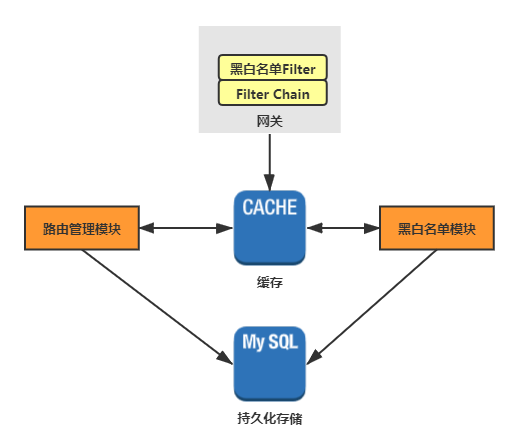 黑白名单Filter
Filter Chain
网关
CACHE
路由管理模块
黑白名单模块
缓存
My SQL
持久化存储